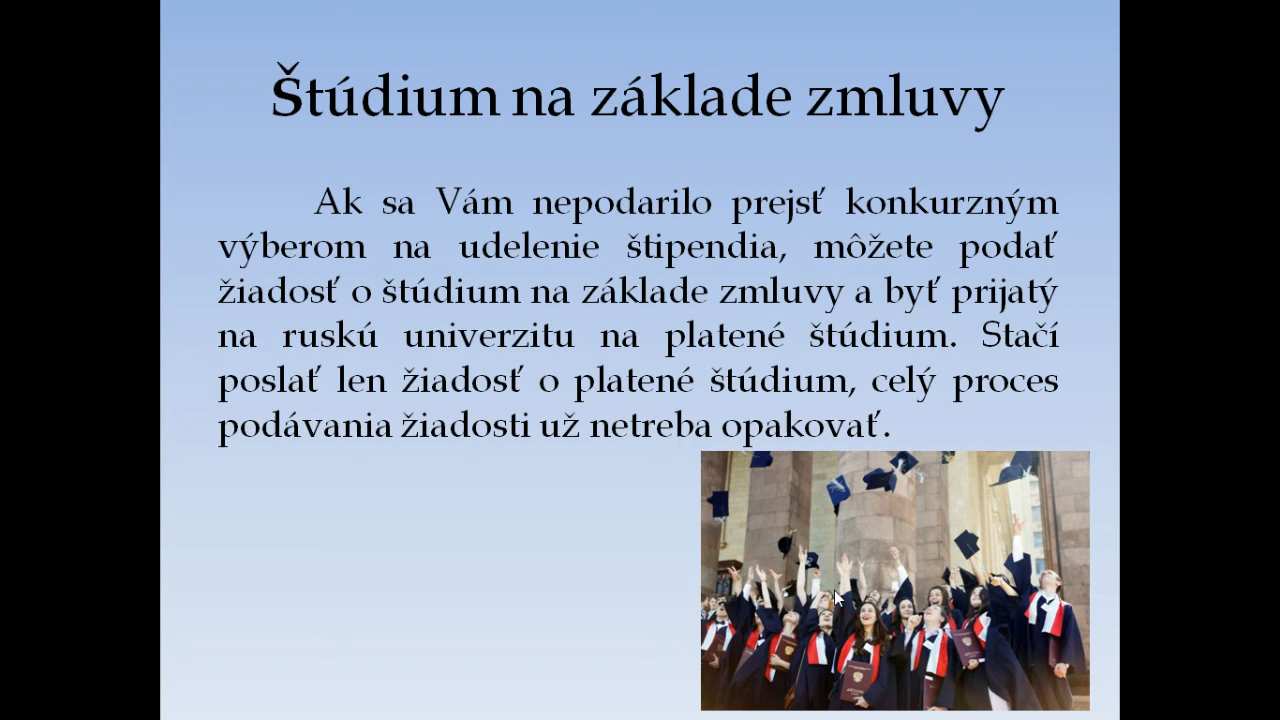 Štúdium na základe zmluvy
Ak sa Vám nepodarilo prejsť konkurzným
výberom na udelenie štipendia, môžete podať
žiadosť o štúdium na základe zmluvy a byť prijatý
na ruskú univerzitu na platené štúdium. Stačí
poslať len žiadosť o platené štúdium, celý proces
podávania žiadosti už netreba opakovať.